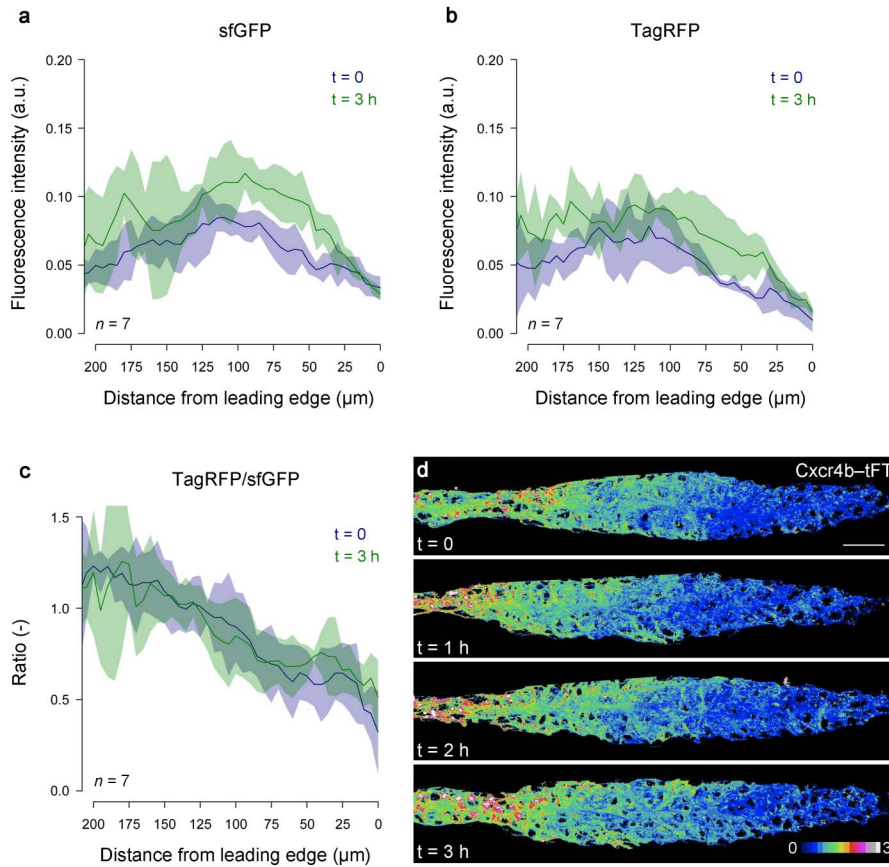 a
sfGFP
Fluorescence intensity (a.u.)
0.20
0.15
0.10
0.05
0.00
t = 0
t = 3 h
n = 7
200 175 150 125 100 75 50 25 0
Distance from leading edge (µm)
b
TagRFP
Fluorescence intensity (a.u.)
0.20
0.15
0.10
0.05
0.00
t = 0
t = 3 h
n = 7
200 175 150 125 100 75 50 25 0
Distance from leading edge (µm)
c
TagRFP/sfGFP
Ratio (-)
1.5
1.0
0.5
0.0
t = 0
t = 3 h
n = 7
200 175 150 125 100 75 50 25 0
Distance from leading edge (µm)
d
Cxcr4b–tFT
t = 0
t = 1 h
t = 2 h
t = 3 h
0 3